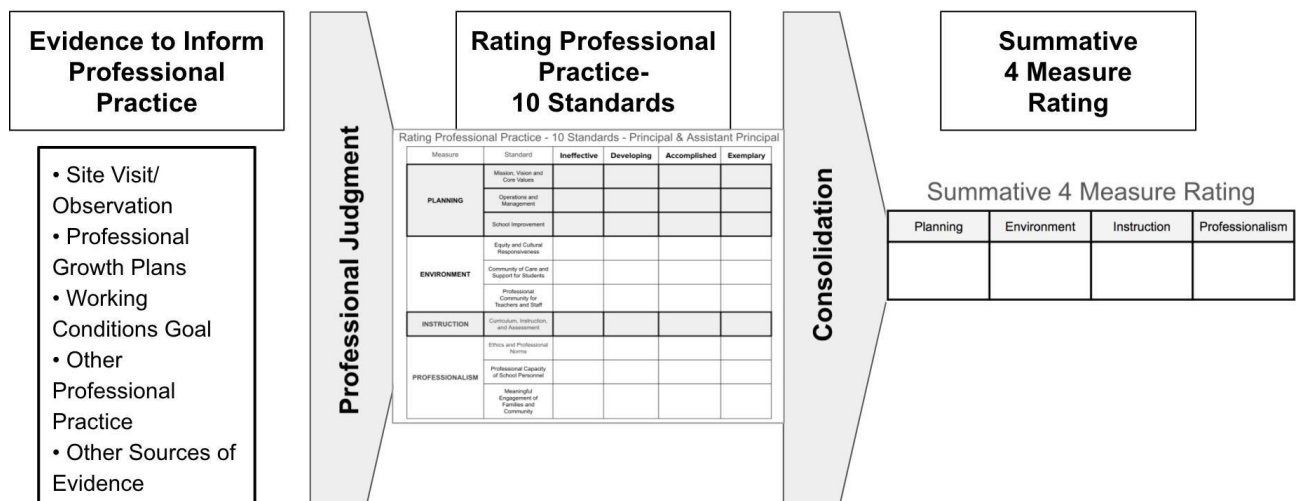 Evidence to Inform
Professional
Practice
• Site Visit/
Observation
• Professional
Growth Plans
• Working
Conditions Goal
• Other
Professional
Practice
• Other Sources of
Evidence
Professional Judgment
Rating Professional
Practice-
10 Standards
Rating Professional Practice - 10 Standards - Principal & Assistant Principal
Measure Standard Ineffective Developing Accomplished Exemplary
PLANNING
Mission, Vision and
Core Values
Operations and
Management
School Improvement
ENVIRONMENT
Equity and Cultural
Responsiveness
Community of Care and
Support for Students
Professional
Community for
Teachers and Staff
INSTRUCTION
Curriculum, Instruction,
and Assessment
PROFESSIONALISM
Ethics and Professional
Norms
Professional Capacity
of School Personnel
Meaningful
Engagement of
Families and
Community
Consolidation
Summative
4 Measure
Rating
Summative 4 Measure Rating
Planning Environment Instruction Professionalism